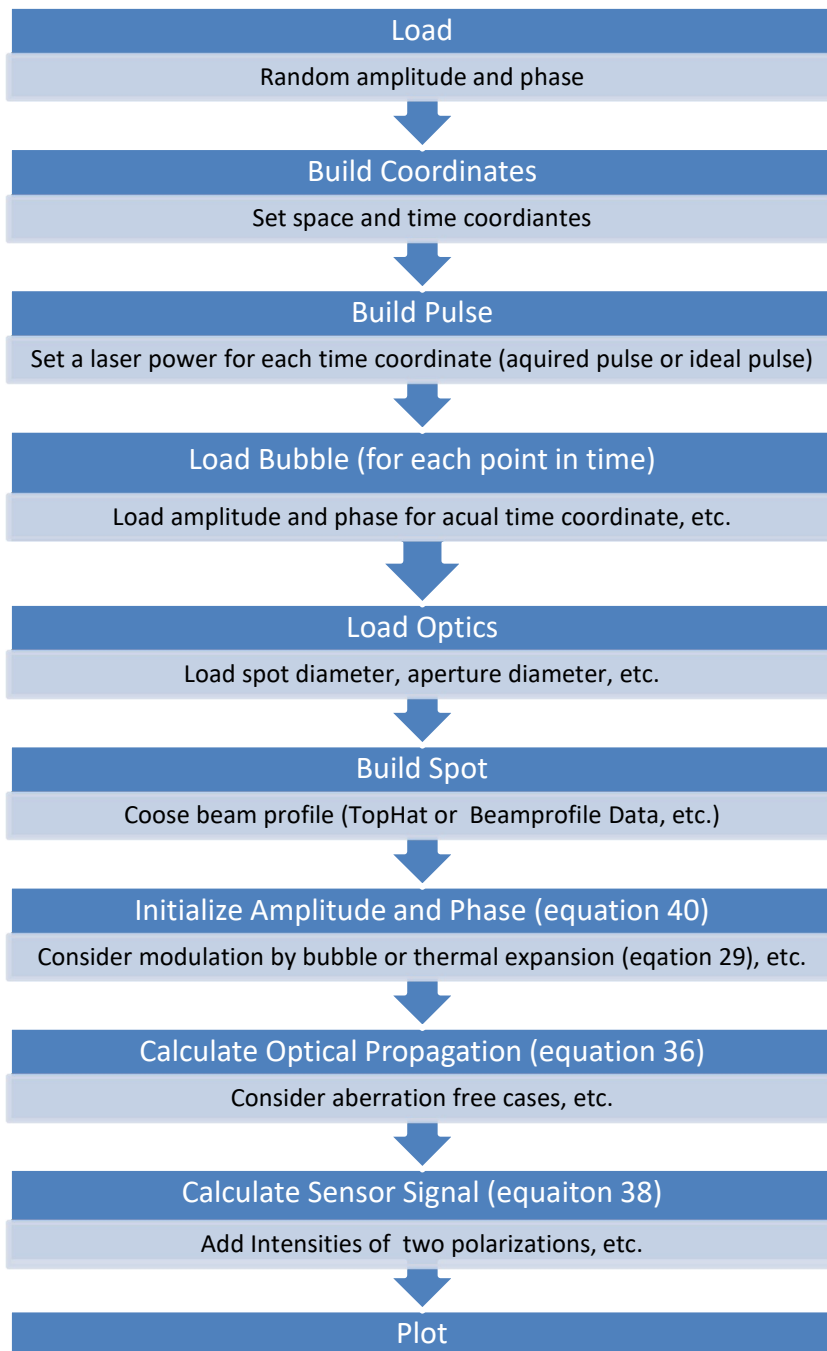 Load
Random amplitude and phase
Build Coordinates
Set space and time coordiantes
Build Pulse
Set a laser power for each time coordinate (aquired pulse or ideal pulse)
Load Bubble (for each point in time)
Load amplitude and phase for acual time coordinate, etc.
Load Optics
Load spot diameter, aperture diameter, etc.
Build Spot
Coose beam profile (TopHat or  Beamprofile Data, etc.)
Initialize Amplitude and Phase (equation 40)
Consider modulation by bubble or thermal expansion (eqation 29), etc.
Calculate Optical Propagation (equation 36)
Consider aberration free cases, etc.
Calculate Sensor Signal (equaiton 38)
Add Intensities of  two polarizations, etc.
Plot